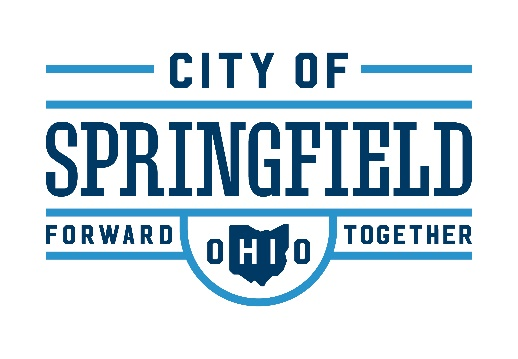 CITY OF
SPRINGFIELD
FORWARD OHIO TOGETHER